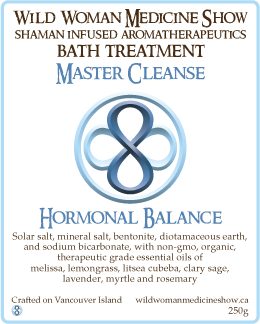 Wild Woman Medicine Show
shaman infused aromatherapeutics
bath treatment
Master Cleanse
Hormonal Balance
Solar salt, mineral salt, bentonite, diotamaceous earth,
and sodium bicarbonate, with non-gmo, organic,
therapeutic grade essential oils of
melissa, lemongrass, litsea cubeba, clary sage,
lavender, myrtle and rosemary
Crafted on Vancouver Island wildwomanmedicineshow.ca
250g